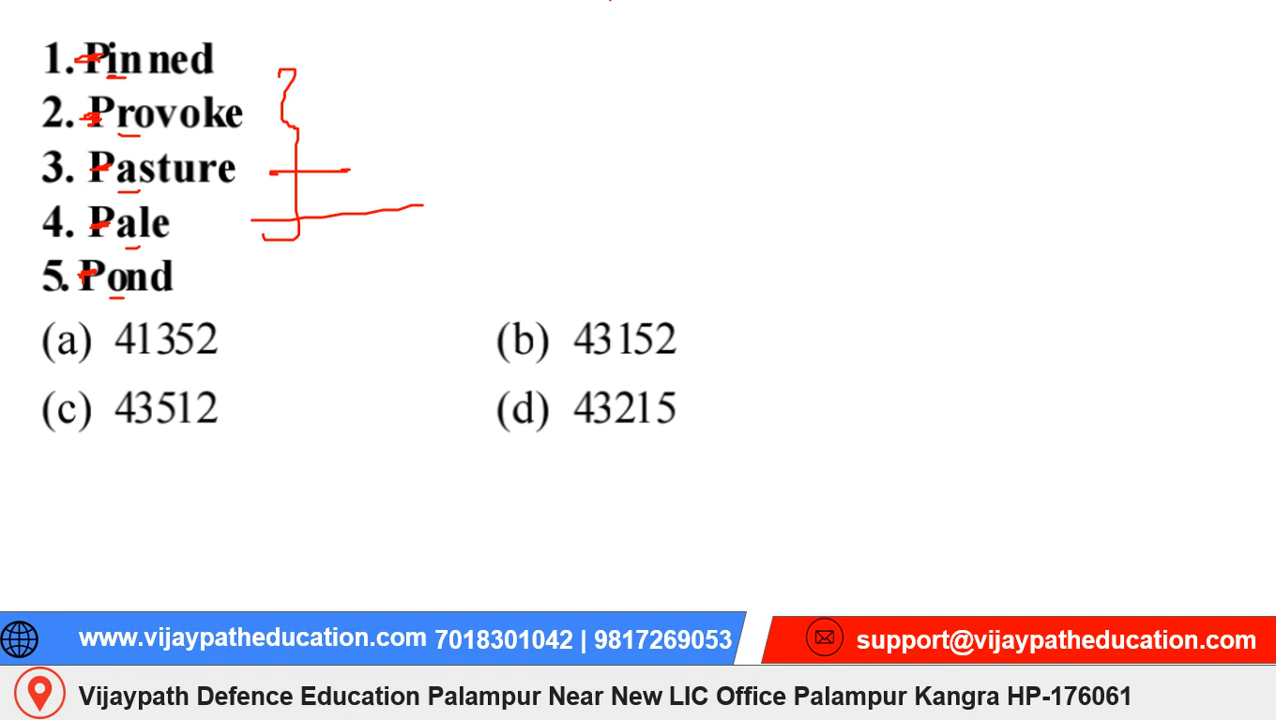 1. Pinned
2. Provoke
3. Pasture
4. Pale
5. Pond
(a) 41352 (b) 43152
(c) 43512 (d) 43215
www.vijaypatheducation.com 7018301042 | 9817269053 support@vijaypatheducation.com
Vijaypath Defence Education Palampur Near New LIC Office Palampur Kangra HP-176061